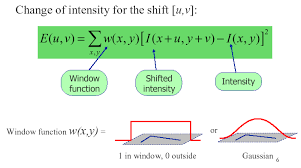 Change of intensity for the shift [u,v]:
E(u,v) = ∑ w(x,y)[I(x+u, y+v) − I(x,y)]²
x,y
Window function
Shifted intensity
Intensity
Window function w(x,y) =
or
1 in window, 0 outside
Gaussian
6